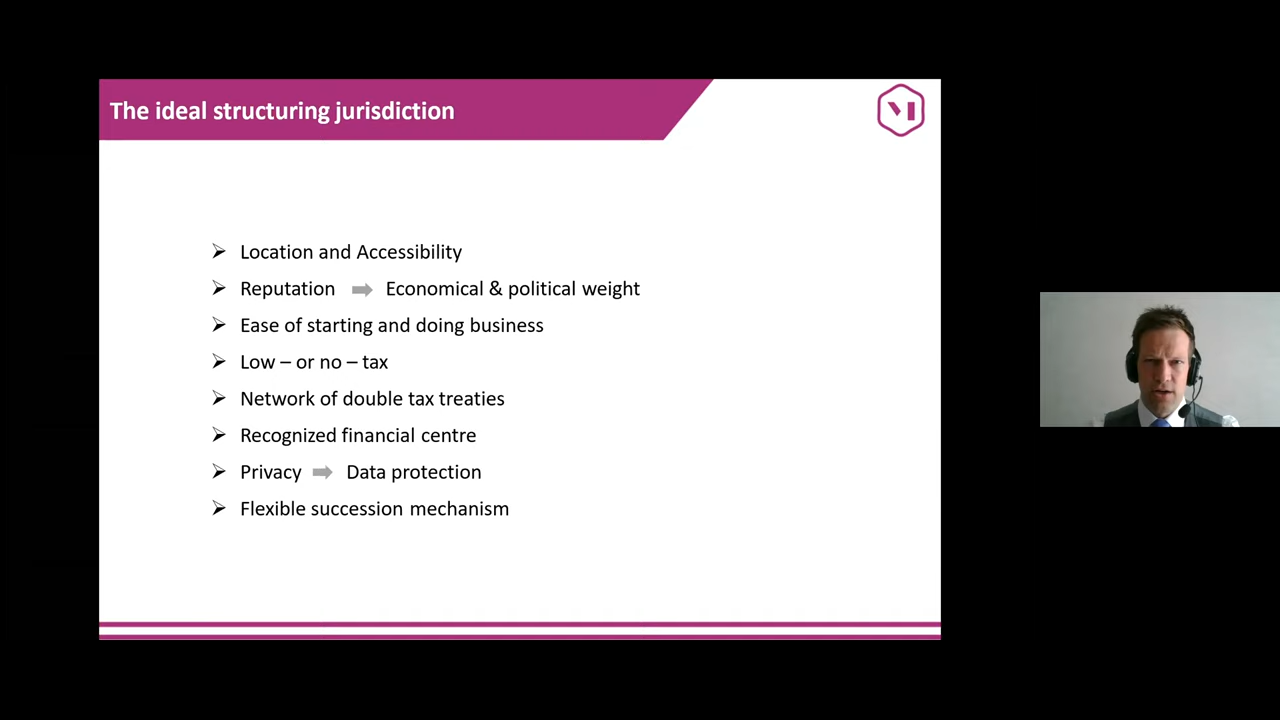 The ideal structuring jurisdiction
Location and Accessibility
Reputation ➡ Economical & political weight
Ease of starting and doing business
Low – or no – tax
Network of double tax treaties
Recognized financial centre
Privacy ➡ Data protection
Flexible succession mechanism